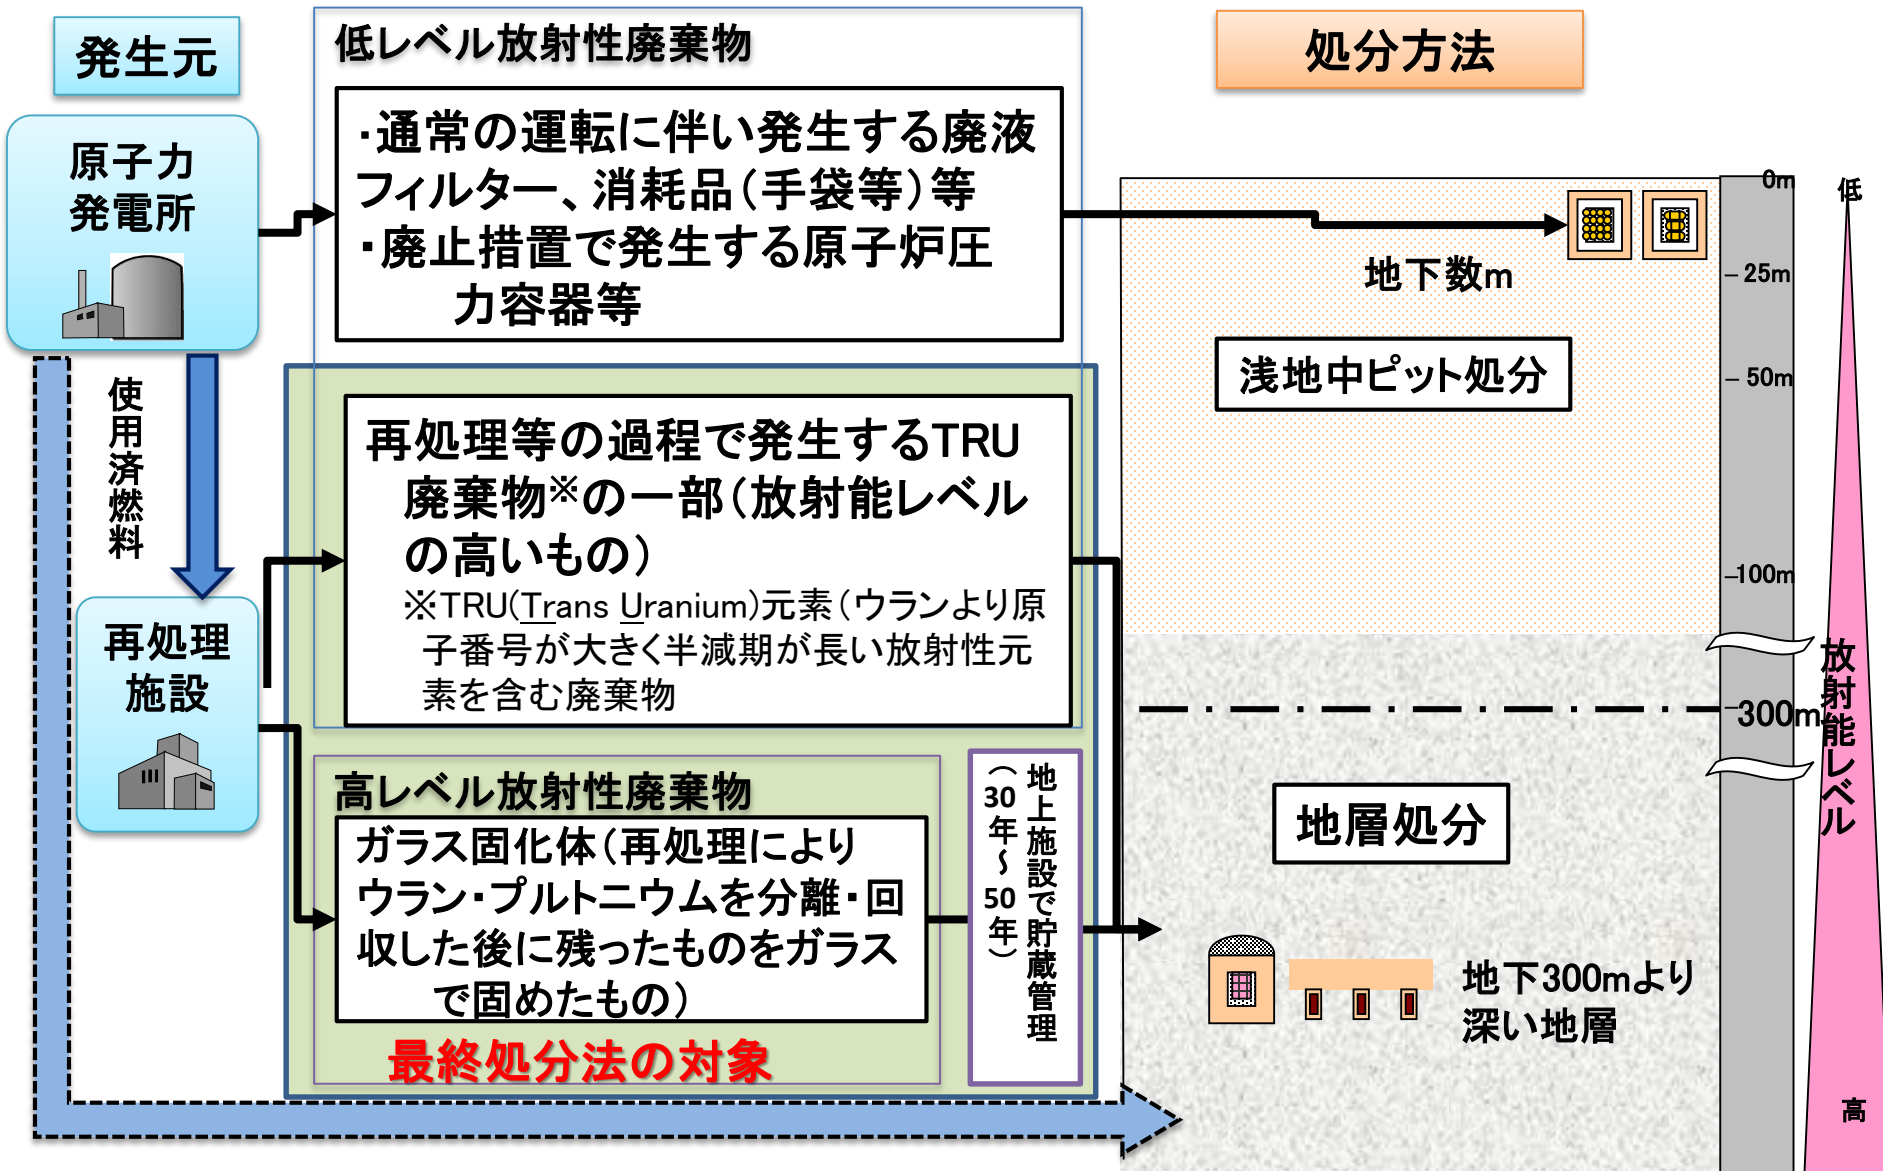 発生元
低レベル放射性廃棄物
処分方法
原子力
発電所
・通常の運転に伴い発生する廃液
フィルター、消耗品（手袋等）等
・廃止措置で発生する原子炉圧
力容器等
0m
低
地下数m
25m
浅地中ピット処分
50m
使用済燃料
再処理等の過程で発生するTRU
廃棄物※の一部（放射能レベル
の高いもの）
※TRU(Trans Uranium)元素（ウランより原
子番号が大きく半減期が長い放射性元
素を含む廃棄物
100m
再処理
施設
300m
放射能レベル
高レベル放射性廃棄物
ガラス固化体（再処理により
ウラン・プルトニウムを分離・回
収した後に残ったものをガラス
で固めたもの）
地上施設で貯蔵管理
（30年～50年）
地層処分
地下300mより
深い地層
最終処分法の対象
高